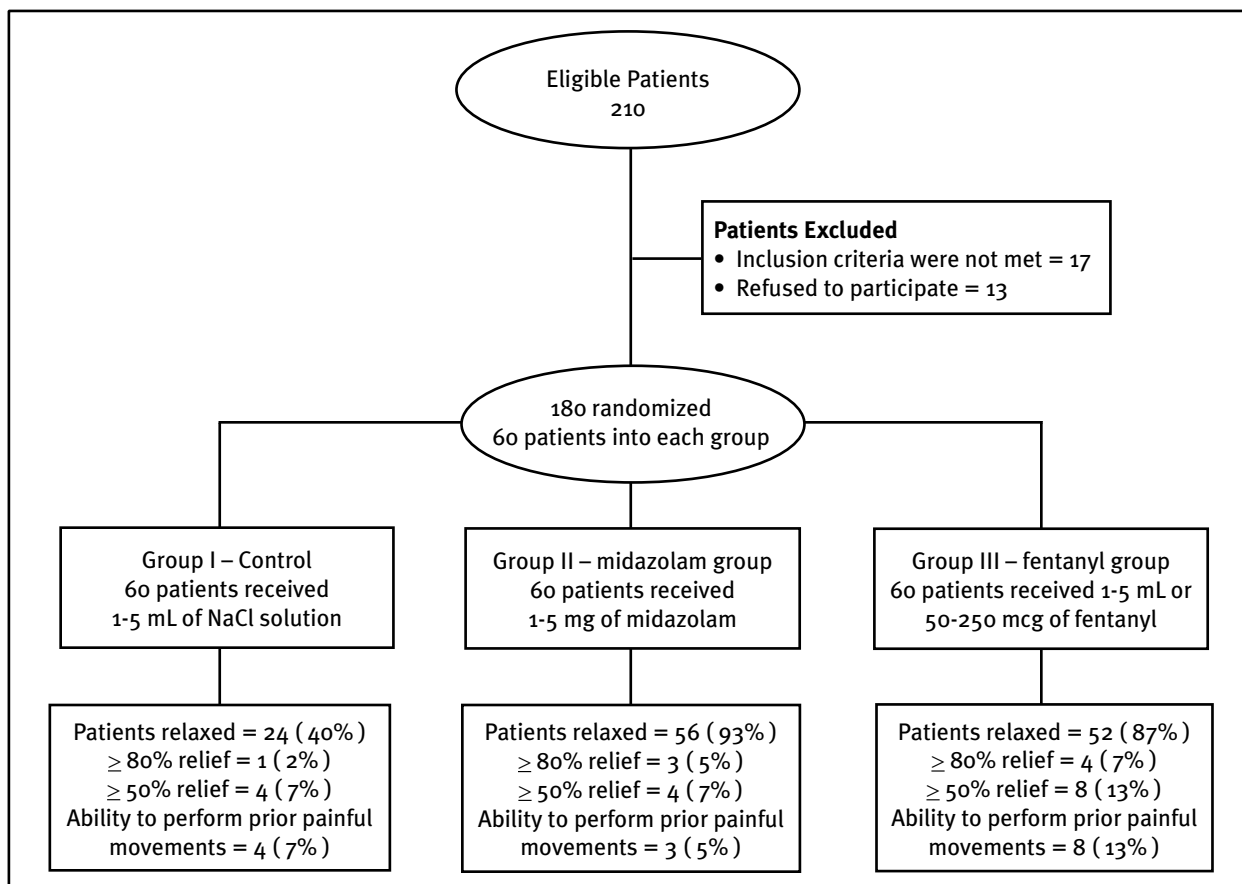 Eligible Patients
210
Patients Excluded
• Inclusion criteria were not met = 17
• Refused to participate = 13
180 randomized
60 patients into each group
Group I – Control
60 patients received
1-5 mL of NaCl solution
Group II – midazolam group
60 patients received
1-5 mg of midazolam
Group III – fentanyl group
60 patients received 1-5 mL or
50-250 mcg of fentanyl
Patients relaxed = 24 (40%)
≥ 80% relief = 1 (2%)
≥ 50% relief = 4 (7%)
Ability to perform prior painful
movements = 4 (7%)
Patients relaxed = 56 (93%)
≥ 80% relief = 3 (5%)
≥ 50% relief = 4 (7%)
Ability to perform prior painful
movements = 3 (5%)
Patients relaxed = 52 (87%)
≥ 80% relief = 4 (7%)
≥ 50% relief = 8 (13%)
Ability to perform prior painful
movements = 8 (13%)